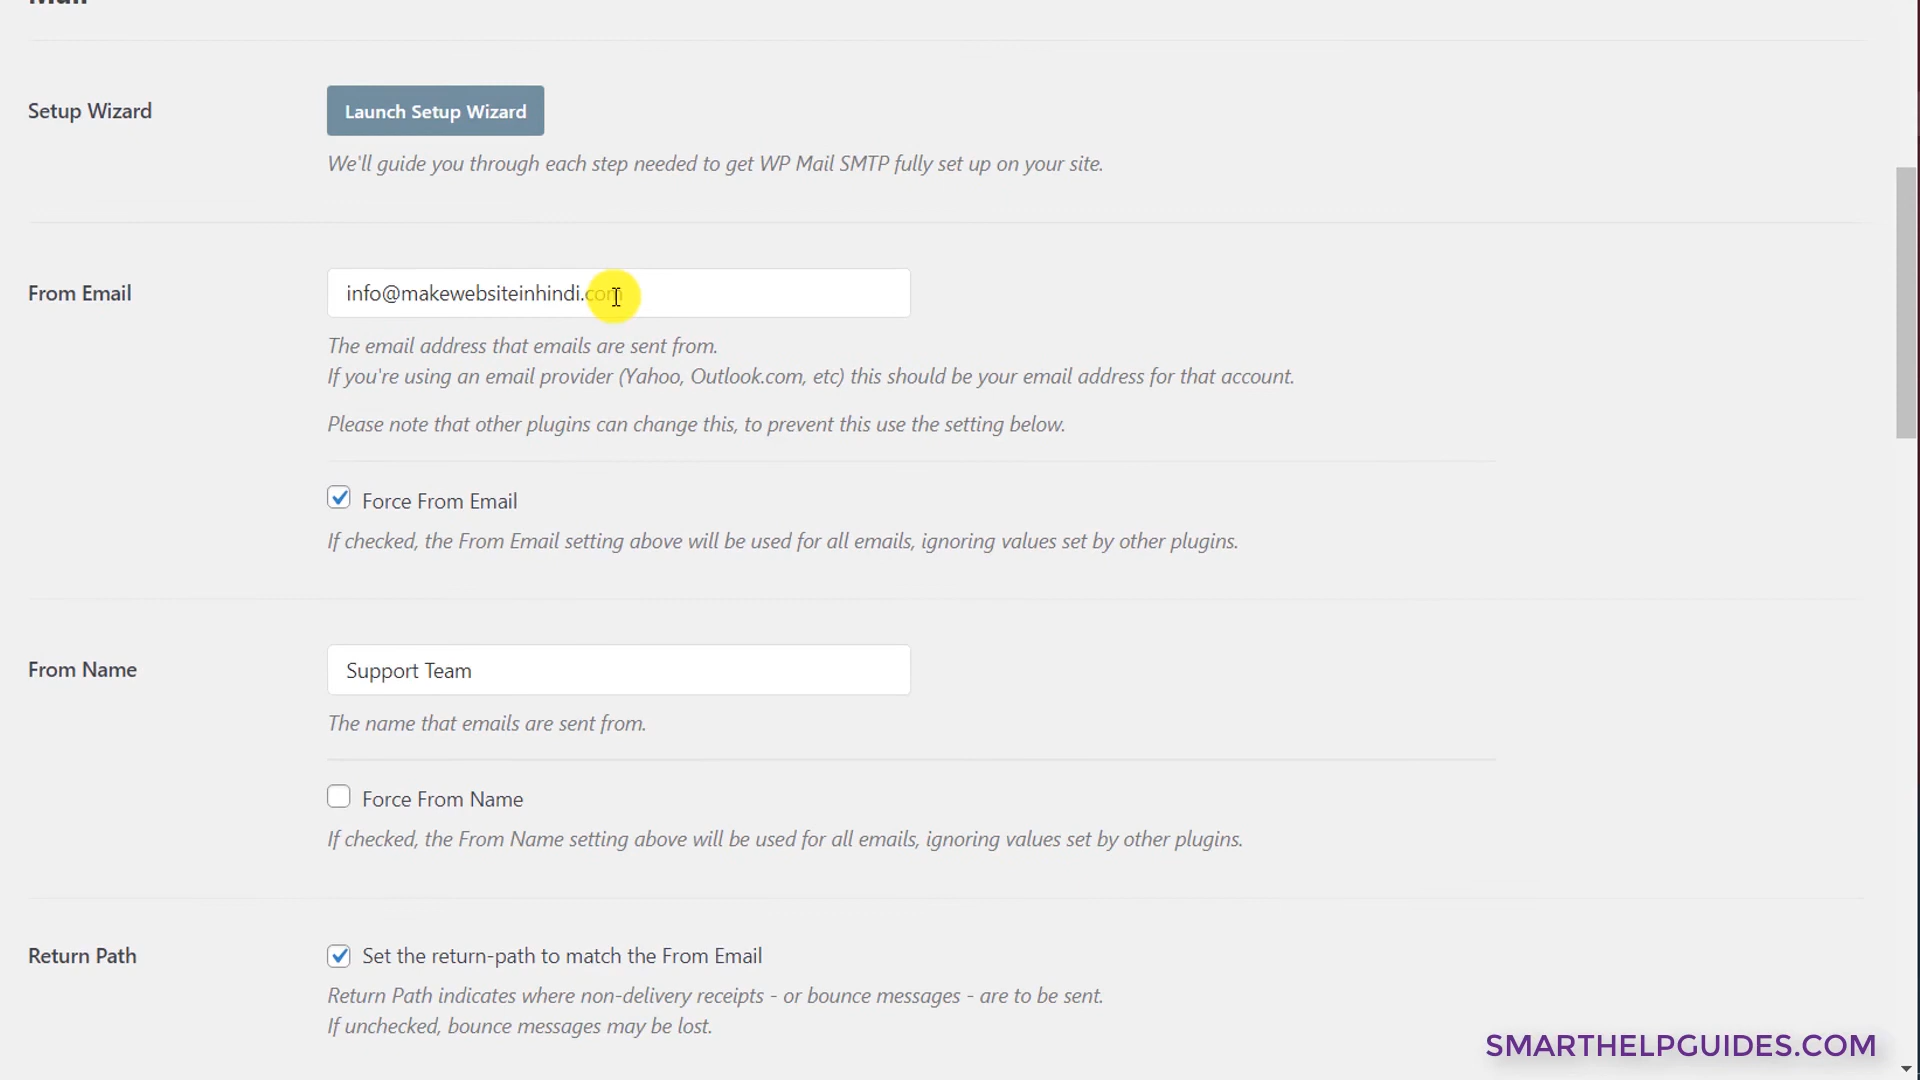 Mail
Setup Wizard
Launch Setup Wizard
We'll guide you through each step needed to get WP Mail SMTP fully set up on your site.
From Email
info@makewebsiteinhindi.com
The email address that emails are sent from.
If you're using an email provider (Yahoo, Outlook.com, etc) this should be your email address for that account.
Please note that other plugins can change this, to prevent this use the setting below.
Force From Email
If checked, the From Email setting above will be used for all emails, ignoring values set by other plugins.
From Name
Support Team
The name that emails are sent from.
Force From Name
If checked, the From Name setting above will be used for all emails, ignoring values set by other plugins.
Return Path
Set the return-path to match the From Email
Return Path indicates where non-delivery receipts - or bounce messages - are to be sent.
If unchecked, bounce messages may be lost.
SMARTHELPGUIDES.COM